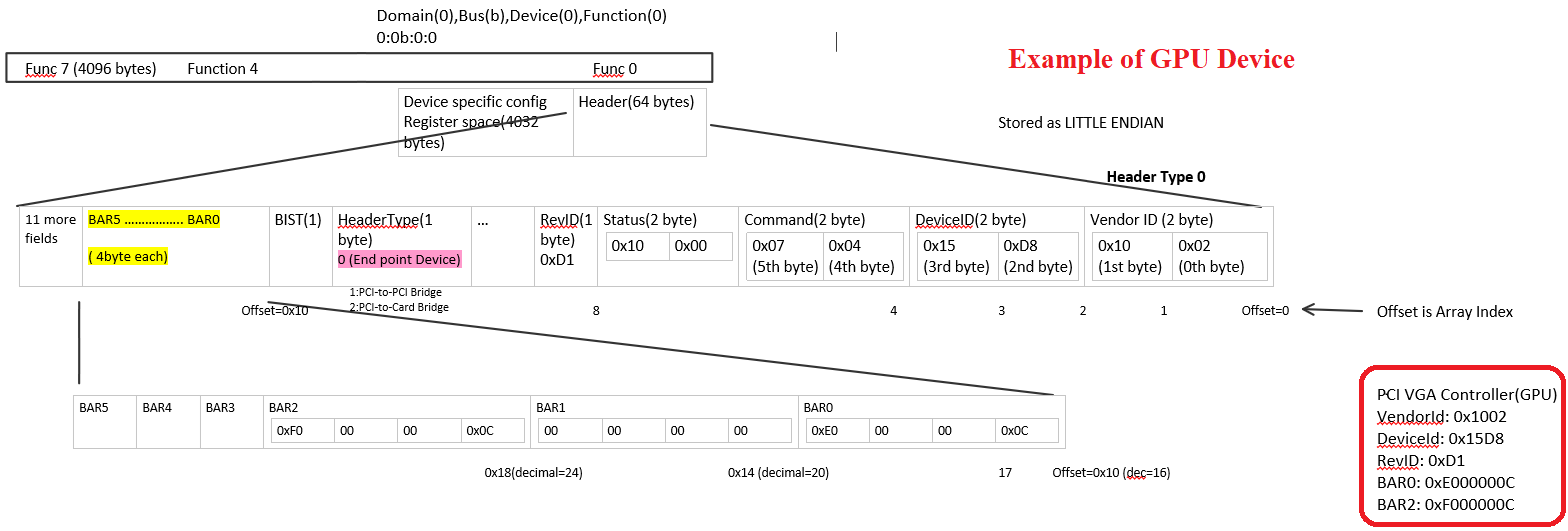 Domain(0),Bus(b),Device(0),Function(0)
0:0b:0:0
Example of GPU Device
Func 7 (4096 bytes) Function 4 Func 0
Device specific config
Register space(4032
bytes)
Header(64 bytes)
Stored as LITTLE ENDIAN
Header Type 0
11 more
fields
BAR5 …………….. BAR0
( 4byte each)
BIST(1)
HeaderType(1
byte)
0 (End point Device)
...
RevID(1
byte)
0xD1
Status(2 byte)
0x10 0x00
Command(2 byte)
0x07 0x04
(5th byte) (4th byte)
DeviceID(2 byte)
0x15 0xD8
(3rd byte) (2nd byte)
Vendor ID (2 byte)
0x10 0x02
(1st byte) (0th byte)
1:PCI-to-PCI Bridge
2:PCI-to-Card Bridge
Offset=0x10 8 4 3 2 1 Offset=0
Offset is Array Index
BAR5 BAR4 BAR3 BAR2 BAR1 BAR0
0xF0 00 00 0x0C 00 00 00 00 0xE0 00 00 0x0C
0x18(decimal=24) 0x14 (decimal=20) 17 Offset=0x10 (dec=16)
PCI VGA Controller(GPU)
VendorId: 0x1002
DeviceId: 0x15D8
RevID: 0xD1
BAR0: 0xE000000C
BAR2: 0xF000000C